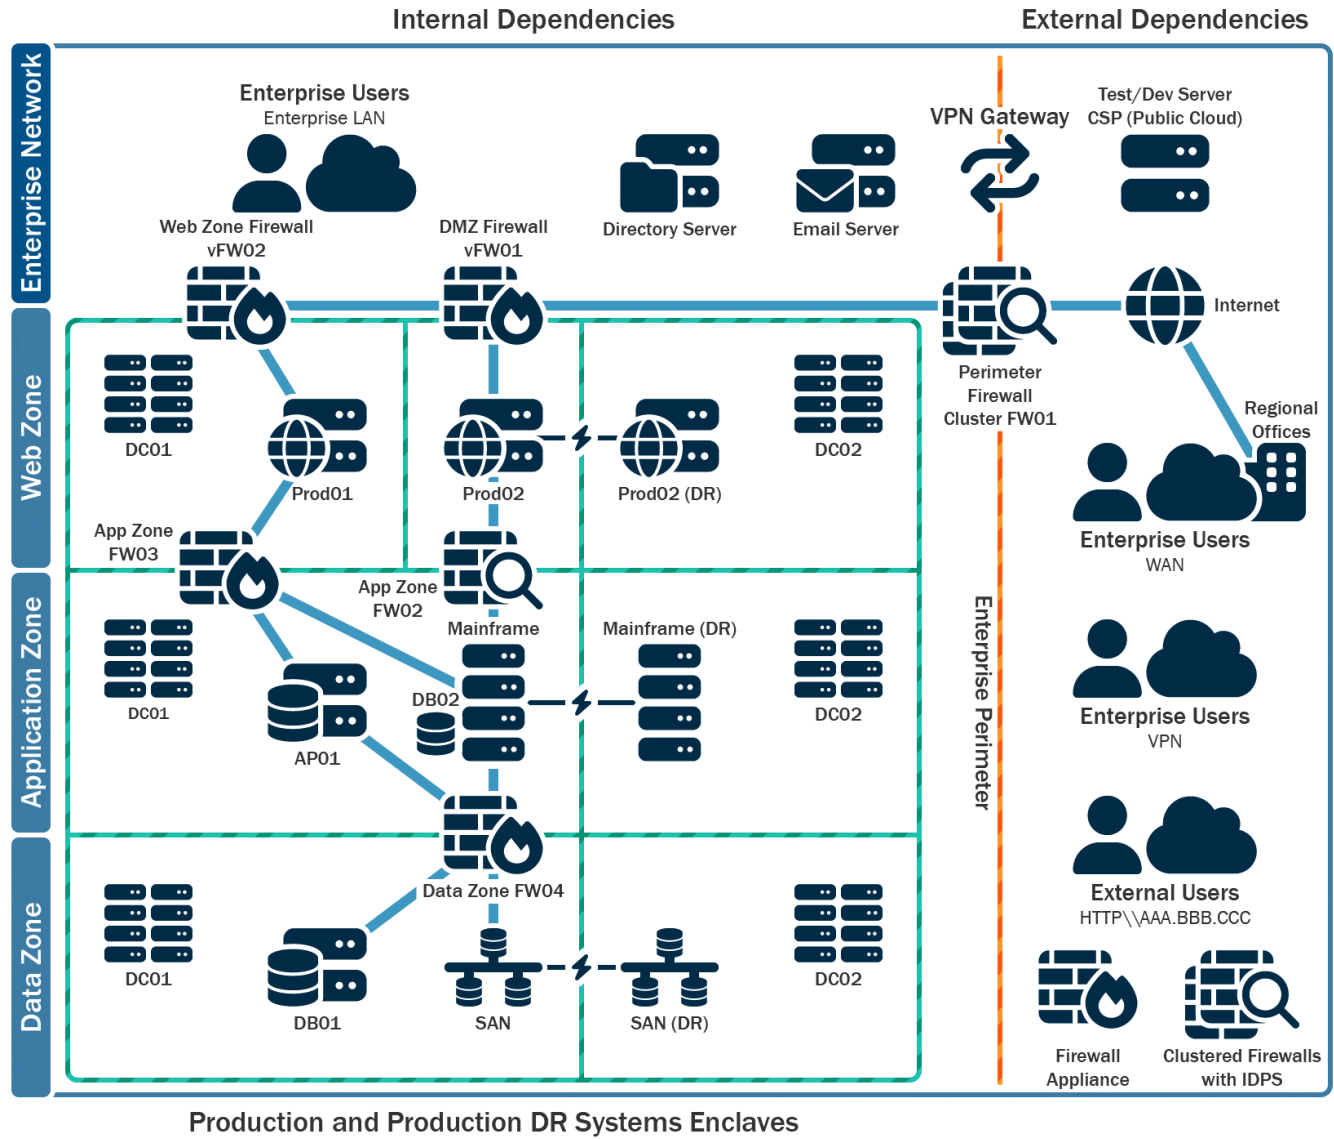 Internal Dependencies
External Dependencies
Enterprise Network
Enterprise Users
Enterprise LAN
Directory Server
Email Server
VPN Gateway
Test/Dev Server
CSP (Public Cloud)
Web Zone Firewall
vFW02
DMZ Firewall
vFW01
Perimeter
Firewall
Cluster FW01
Internet
Regional
Offices
Web Zone
DC01
Prod01
Prod02
Prod02 (DR)
DC02
App Zone
FW03
App Zone
FW02
Enterprise Users
WAN
Application Zone
DC01
AP01
DB02
Mainframe
Mainframe (DR)
DC02
Enterprise Perimeter
Enterprise Users
VPN
Data Zone
Data Zone FW04
DC01
DB01
SAN
SAN (DR)
DC02
External Users
HTTP\\AAA.BBB.CCC
Firewall
Appliance
Clustered Firewalls
with IDPS
Production and Production DR Systems Enclaves